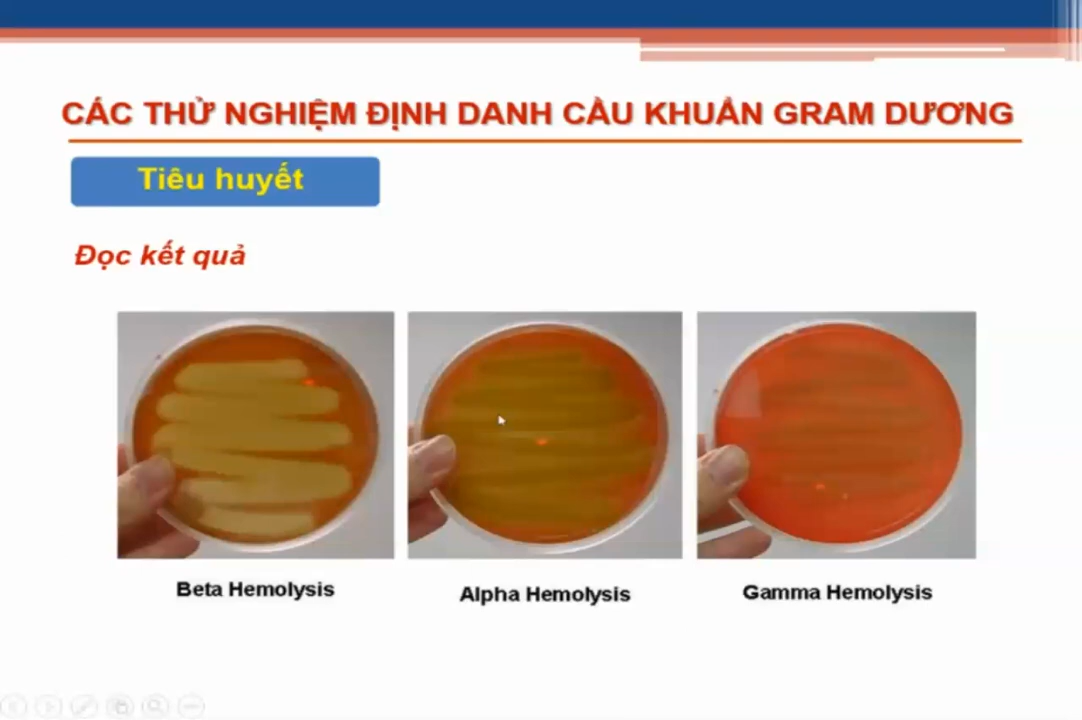 CÁC THỬ NGHIỆM ĐỊNH DANH CẦU KHUẨN GRAM DƯƠNG
Tiêu huyết
Đọc kết quả
Beta Hemolysis
Alpha Hemolysis
Gamma Hemolysis